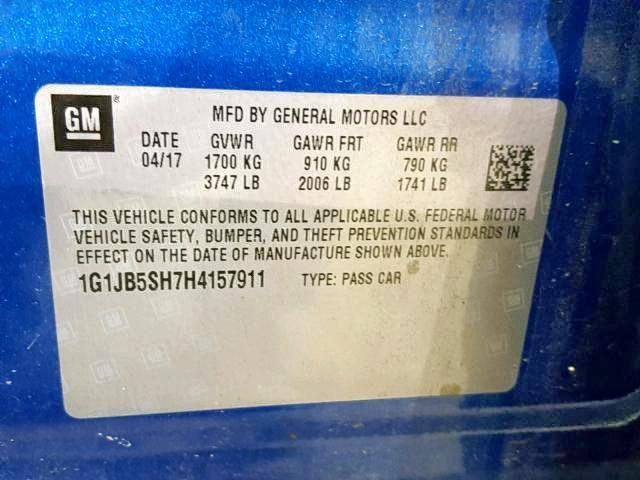 GM ®
MFD BY GENERAL MOTORS LLC
DATE GVWR GAWR FRT GAWR RR
04/17 1700 KG 910 KG 790 KG
3747 LB 2006 LB 1741 LB
THIS VEHICLE CONFORMS TO ALL APPLICABLE U.S. FEDERAL MOTOR
VEHICLE SAFETY, BUMPER, AND THEFT PREVENTION STANDARDS IN
EFFECT ON THE DATE OF MANUFACTURE SHOWN ABOVE.
1G1JB5SH7H4157911 TYPE: PASS CAR